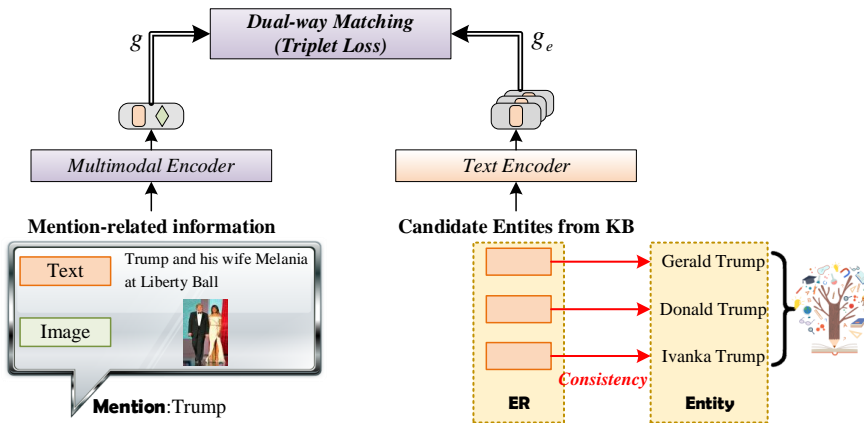 Dual-way Matching
(Triplet Loss)
g
g_e
Multimodal Encoder
Text Encoder
Mention-related information
Candidate Entites from KB
Text
Trump and his wife Melania
at Liberty Ball
Image
Mention:Trump
Gerald Trump
Donald Trump
Ivanka Trump
Consistency
ER
Entity